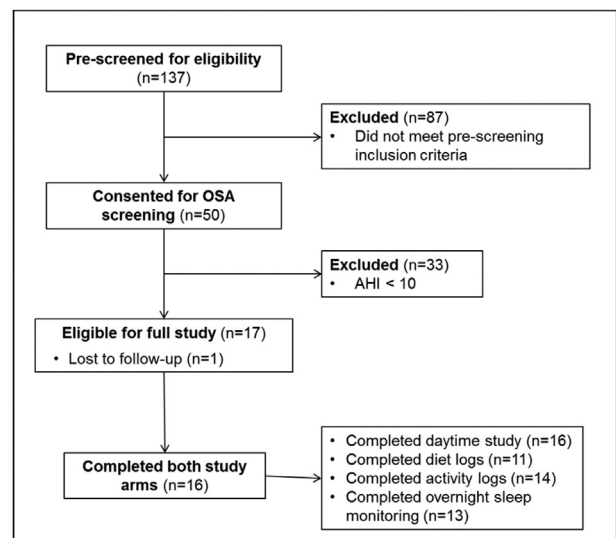 Pre-screened for eligibility
(n=137)
Excluded (n=87)
• Did not meet pre-screening
inclusion criteria
Consented for OSA
screening (n=50)
Excluded (n=33)
• AHI < 10
Eligible for full study (n=17)
• Lost to follow-up (n=1)
Completed both study
arms (n=16)
• Completed daytime study (n=16)
• Completed diet logs (n=11)
• Completed activity logs (n=14)
• Completed overnight sleep
monitoring (n=13)